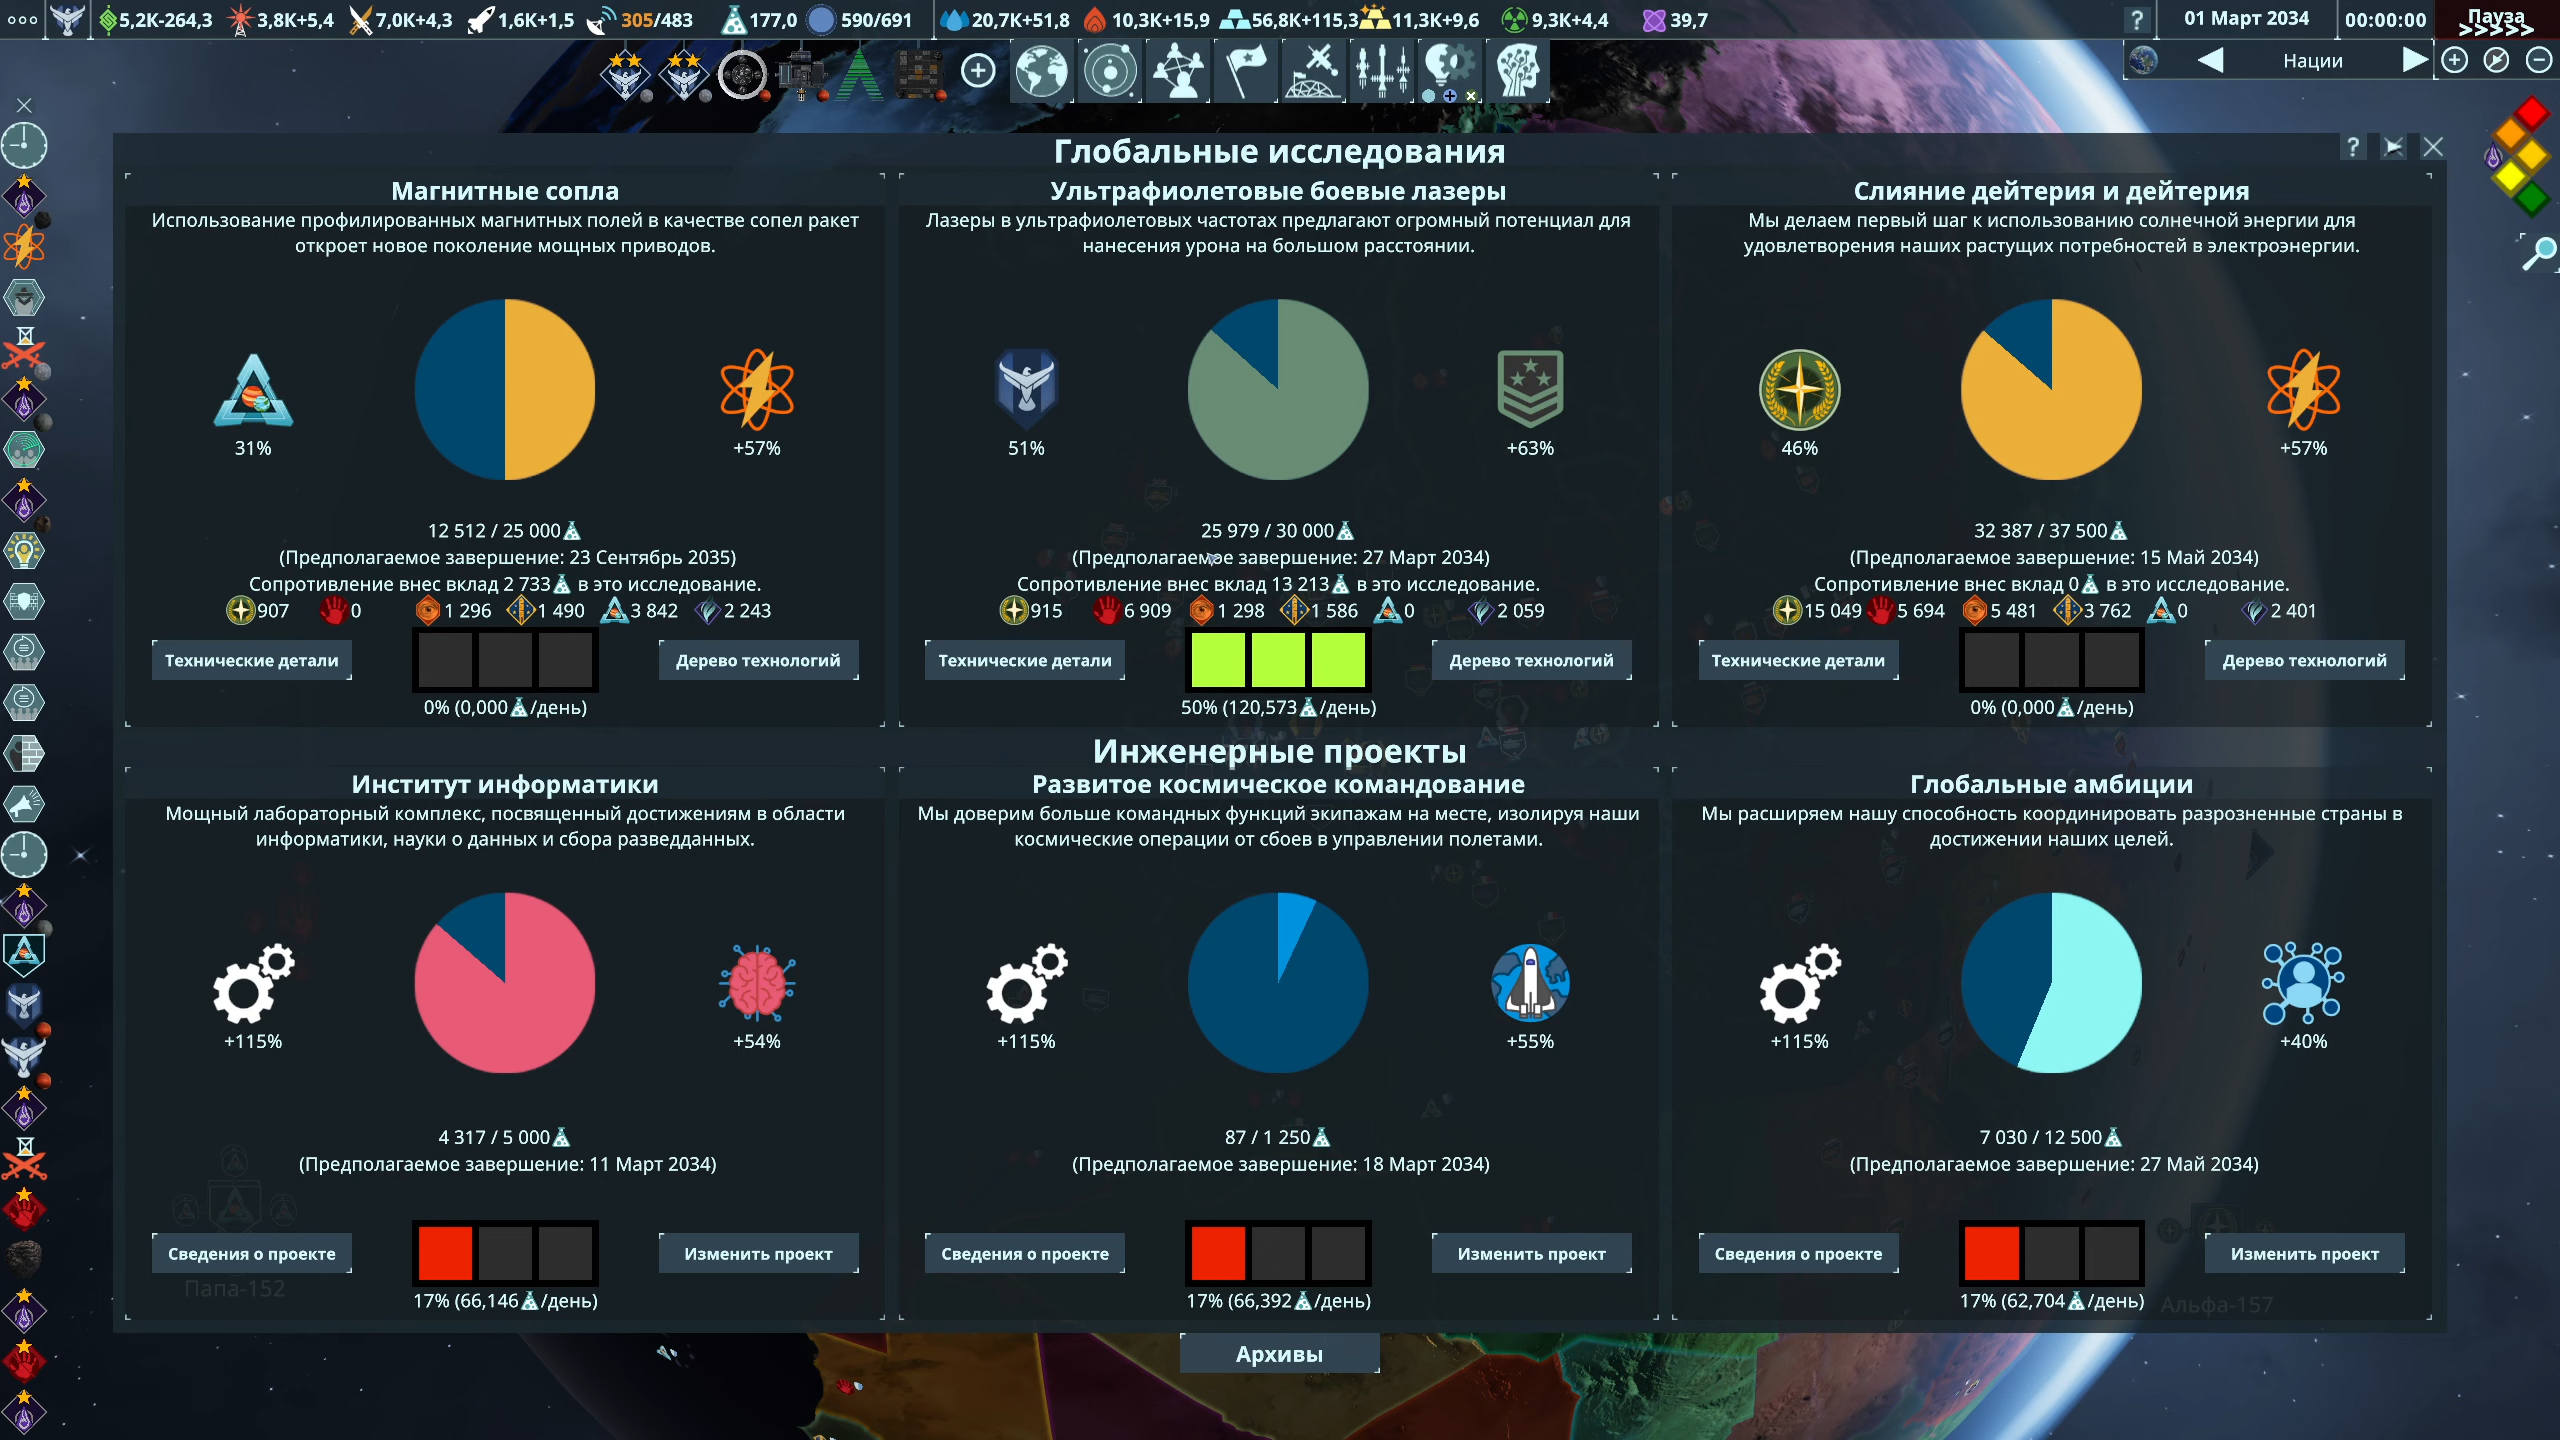 5,2K-264,3 3,8K+5,4 7,0K+4,3 1,6K+1,5 305/483 177,0 590/691 20,7K+51,8 10,3K+15,9 56,8K+115,3 11,3K+9,6 9,3K+4,4 39,7 ? 01 Март 2034 00:00:00 Пауза
>>>>>
Нации
Глобальные исследования
?
Магнитные сопла
Использование профилированных магнитных полей в качестве сопел ракет
откроет новое поколение мощных приводов.
31%
+57%
12 512 / 25 000
(Предполагаемое завершение: 23 Сентябрь 2035)
Сопротивление внес вклад 2 733 в это исследование.
907 0 1 296 1 490 3 842 2 243
Технические детали
Дерево технологий
0% (0,000/день)
Ультрафиолетовые боевые лазеры
Лазеры в ультрафиолетовых частотах предлагают огромный потенциал для
нанесения урона на большом расстоянии.
51%
+63%
25 979 / 30 000
(Предполагаемое завершение: 27 Март 2034)
Сопротивление внес вклад 13 213 в это исследование.
915 6 909 1 298 1 586 0 2 059
Технические детали
Дерево технологий
50% (120,573/день)
Слияние дейтерия и дейтерия
Мы делаем первый шаг к использованию солнечной энергии для
удовлетворения наших растущих потребностей в электроэнергии.
46%
+57%
32 387 / 37 500
(Предполагаемое завершение: 15 Май 2034)
Сопротивление внес вклад 0 в это исследование.
15 049 5 694 5 481 3 762 0 2 401
Технические детали
Дерево технологий
0% (0,000/день)
Инженерные проекты
Институт информатики
Мощный лабораторный комплекс, посвященный достижениям в области
информатики, науки о данных и сбора разведданных.
+115%
+54%
4 317 / 5 000
(Предполагаемое завершение: 11 Март 2034)
Сведения о проекте
Изменить проект
Папа-152
17% (66,146/день)
Развитое космическое командование
Мы доверим больше командных функций экипажам на месте, изолируя наши
космические операции от сбоев в управлении полетами.
+115%
+55%
87 / 1 250
(Предполагаемое завершение: 18 Март 2034)
Сведения о проекте
Изменить проект
17% (66,392/день)
Глобальные амбиции
Мы расширяем нашу способность координировать разрозненные страны в
достижении наших целей.
+115%
+40%
7 030 / 12 500
(Предполагаемое завершение: 27 Май 2034)
Сведения о проекте
Изменить проект
17% (62,704/день)
Альфа-157
Архивы